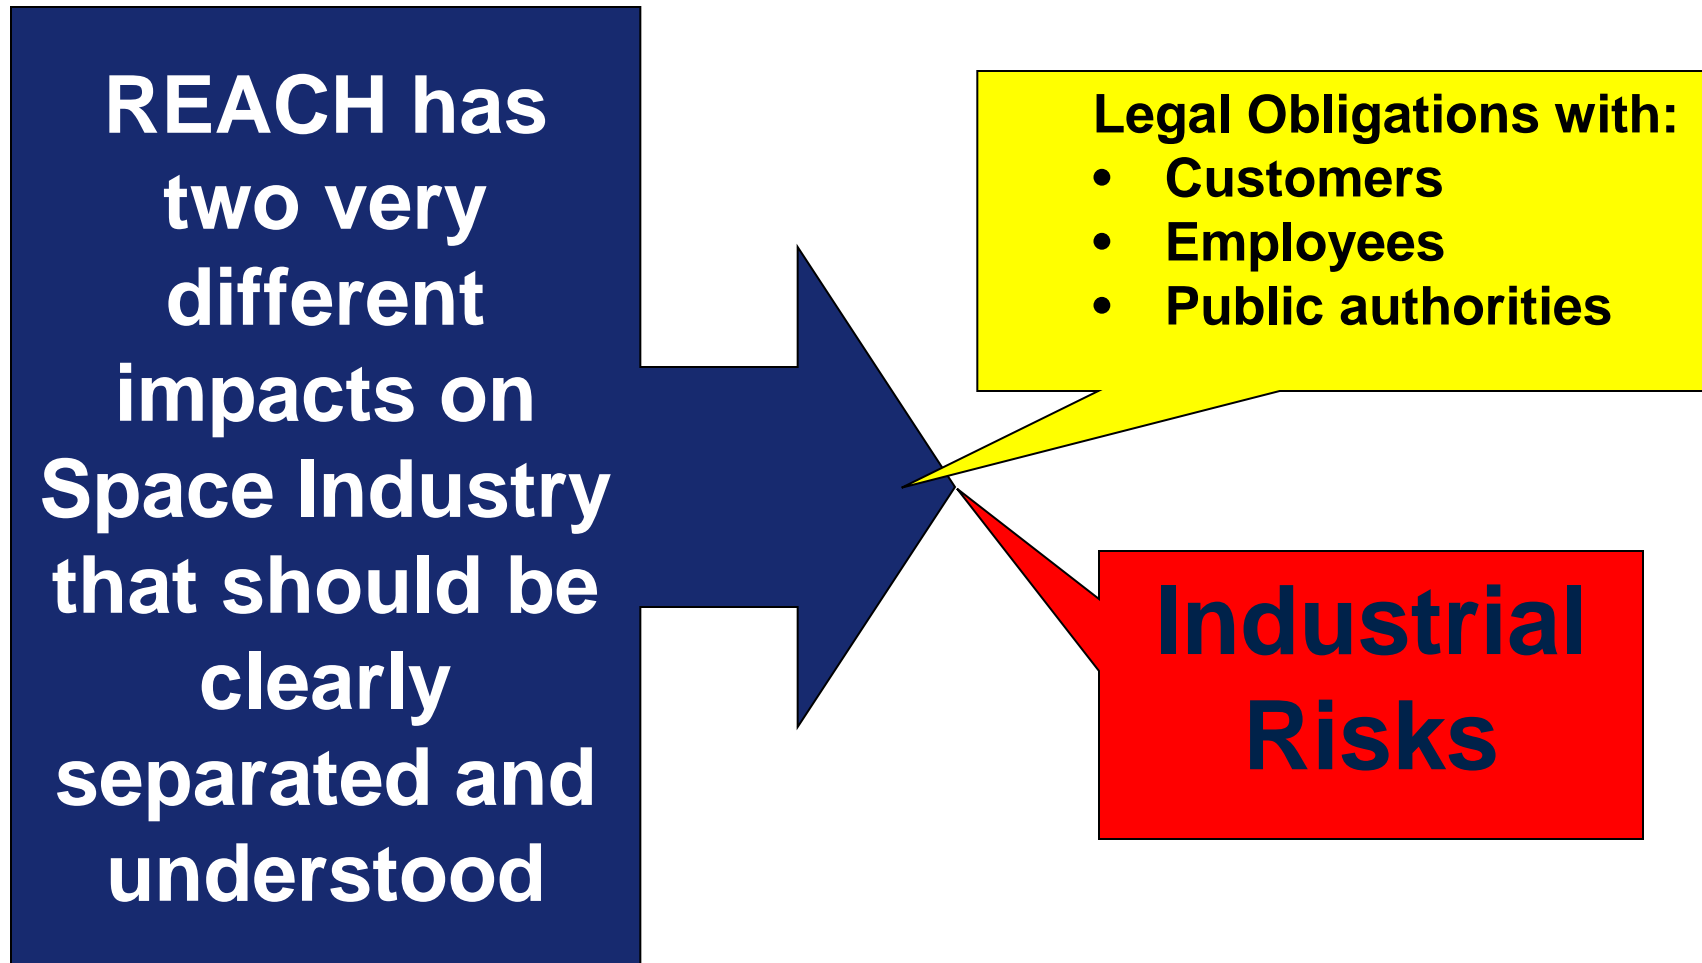 REACH has
two very
different
impacts on
Space Industry
that should be
clearly
separated and
understood
Legal Obligations with:
• Customers
• Employees
• Public authorities
Industrial
Risks